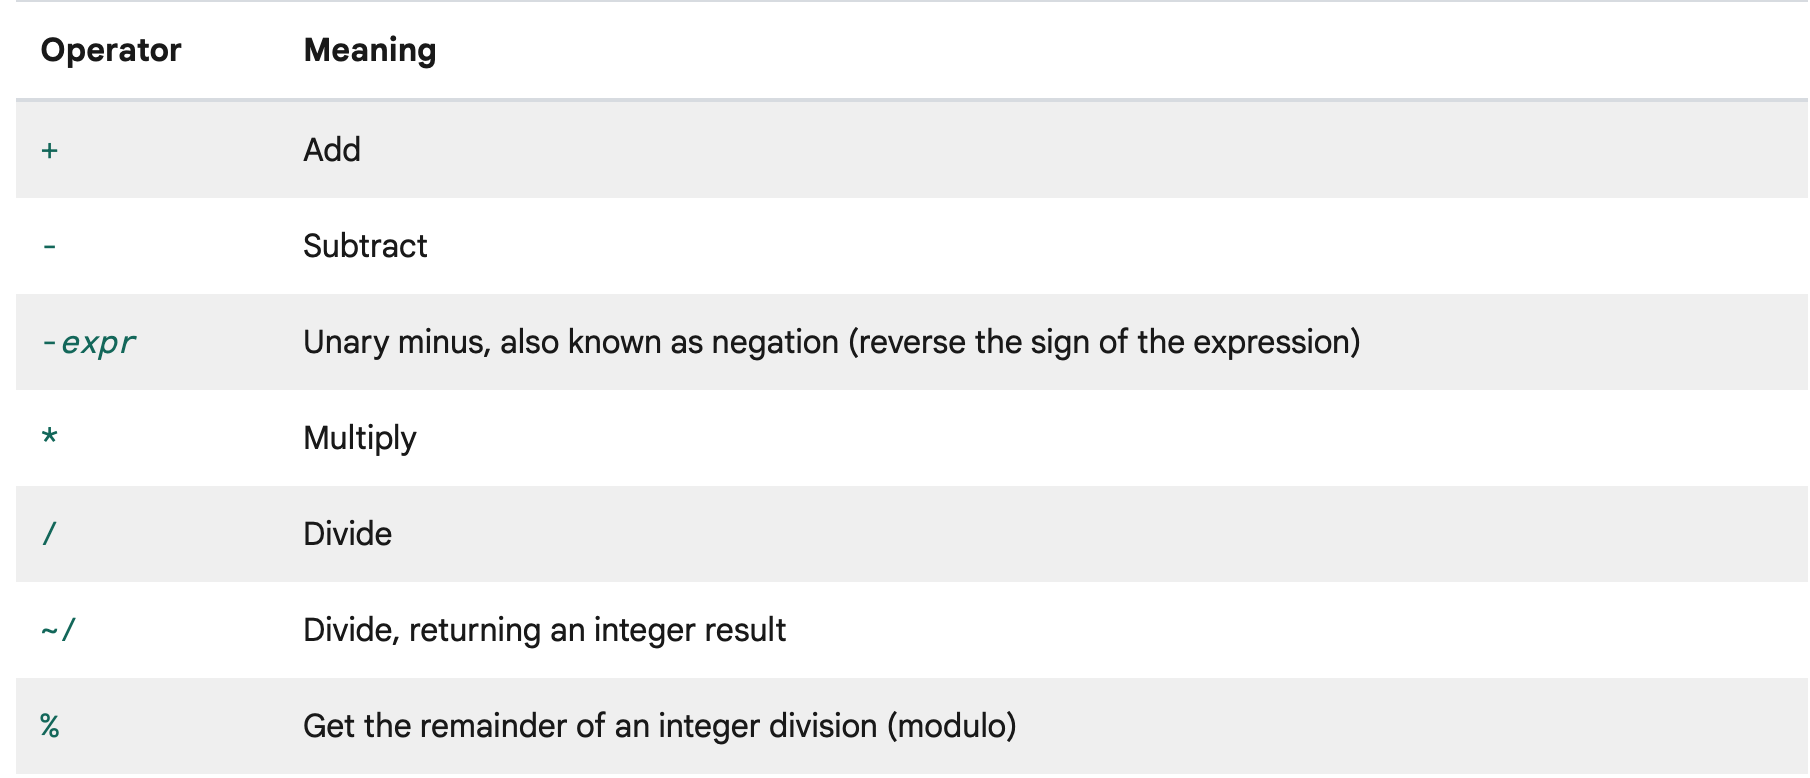 Operator Meaning
+ Add
- Subtract
-expr Unary minus, also known as negation (reverse the sign of the expression)
* Multiply
/ Divide
~/ Divide, returning an integer result
% Get the remainder of an integer division (modulo)